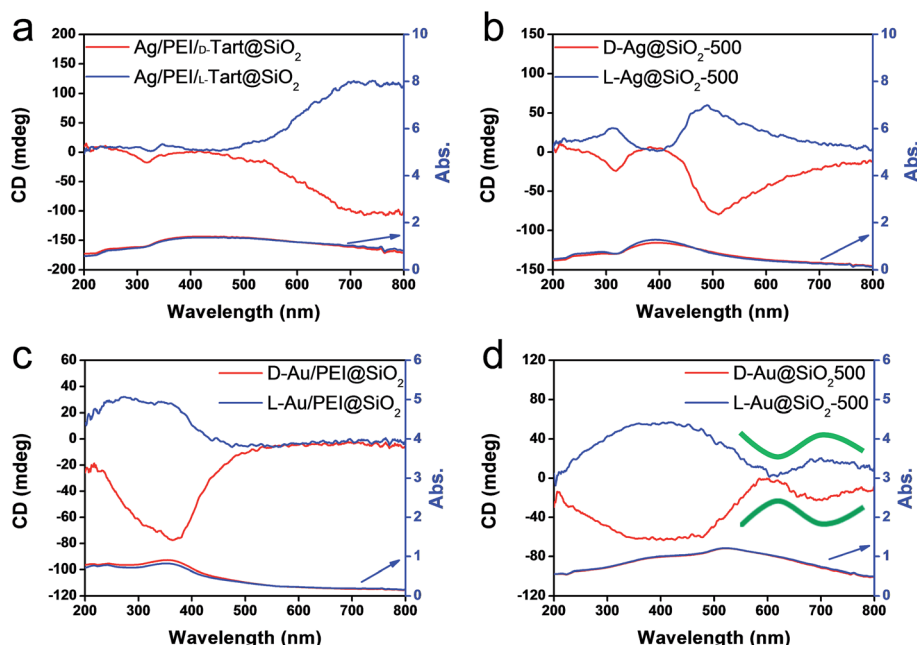 a
200
150
100
50
0
-50
-100
-150
-200
CD (mdeg)
Ag/PEI/D-Tart@SiO2
Ag/PEI/L-Tart@SiO2
10
8
6
4
2
0
Abs.
200 300 400 500 600 700 800
Wavelength (nm)
b
150
100
50
0
-50
-100
-150
CD (mdeg)
D-Ag@SiO2-500
L-Ag@SiO2-500
10
8
6
4
2
0
Abs.
200 300 400 500 600 700 800
Wavelength (nm)
c
60
40
20
0
-20
-40
-60
-80
-100
-120
CD (mdeg)
D-Au/PEI@SiO2
L-Au/PEI@SiO2
6
5
4
3
2
1
0
Abs.
200 300 400 500 600 700 800
Wavelength (nm)
d
120
80
40
0
-40
-80
-120
CD (mdeg)
D-Au@SiO2500
L-Au@SiO2-500
6
5
4
3
2
1
0
Abs.
200 300 400 500 600 700 800
Wavelength (nm)